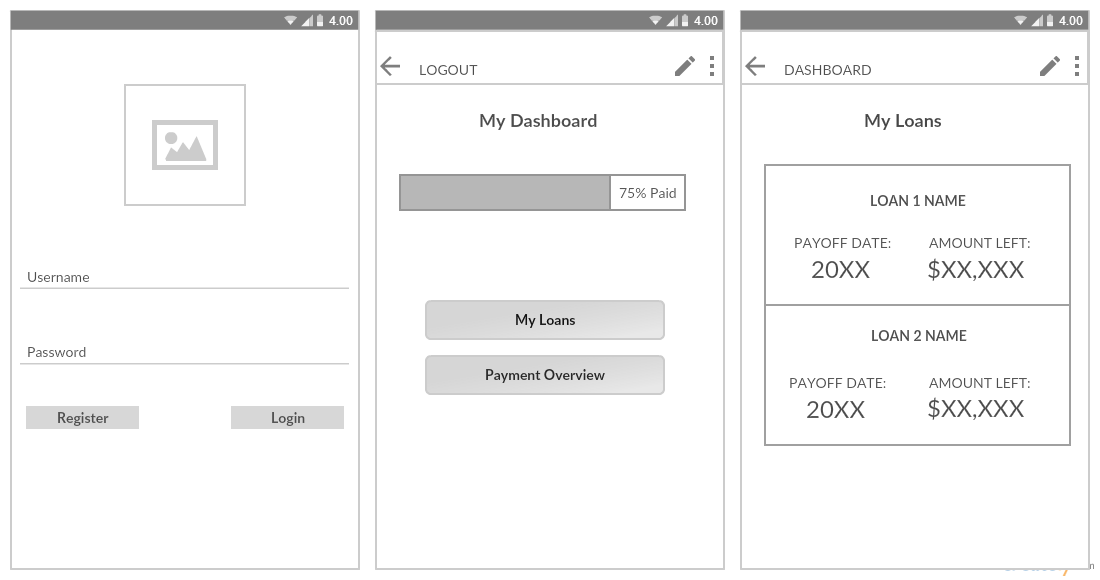 4.00
Username
Password
Register Login
4.00
LOGOUT
My Dashboard
75% Paid
My Loans
Payment Overview
4.00
DASHBOARD
My Loans
LOAN 1 NAME
PAYOFF DATE: AMOUNT LEFT:
20XX $XX,XXX
LOAN 2 NAME
PAYOFF DATE: AMOUNT LEFT:
20XX $XX,XXX